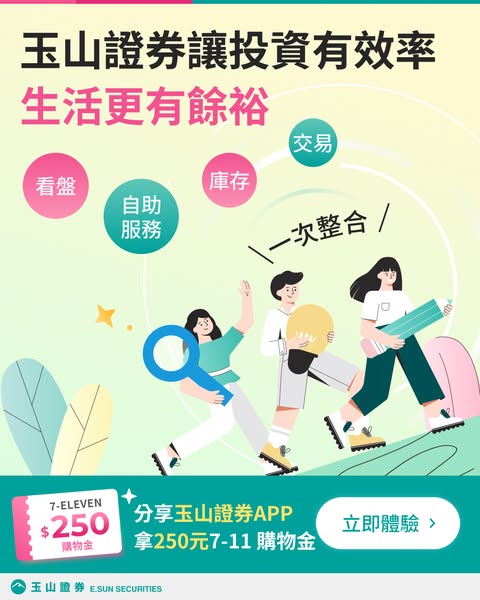 玉山證券讓投資有效率
生活更有餘裕
交易
看盤
庫存
自助
服務
一次整合
7-ELEVEN
$250
購物金
分享玉山證券APP
拿250元7-11 購物金
立即體驗 >
玉山證券 E.SUN SECURITIES